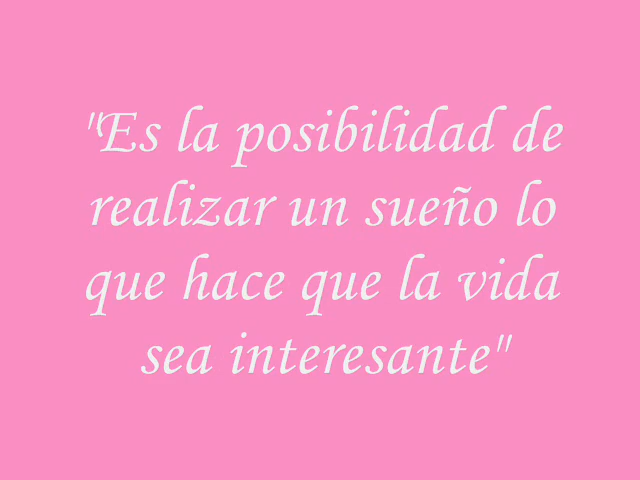 "Es la posibilidad de
realizar un sueño lo
que hace que la vida
sea interesante"